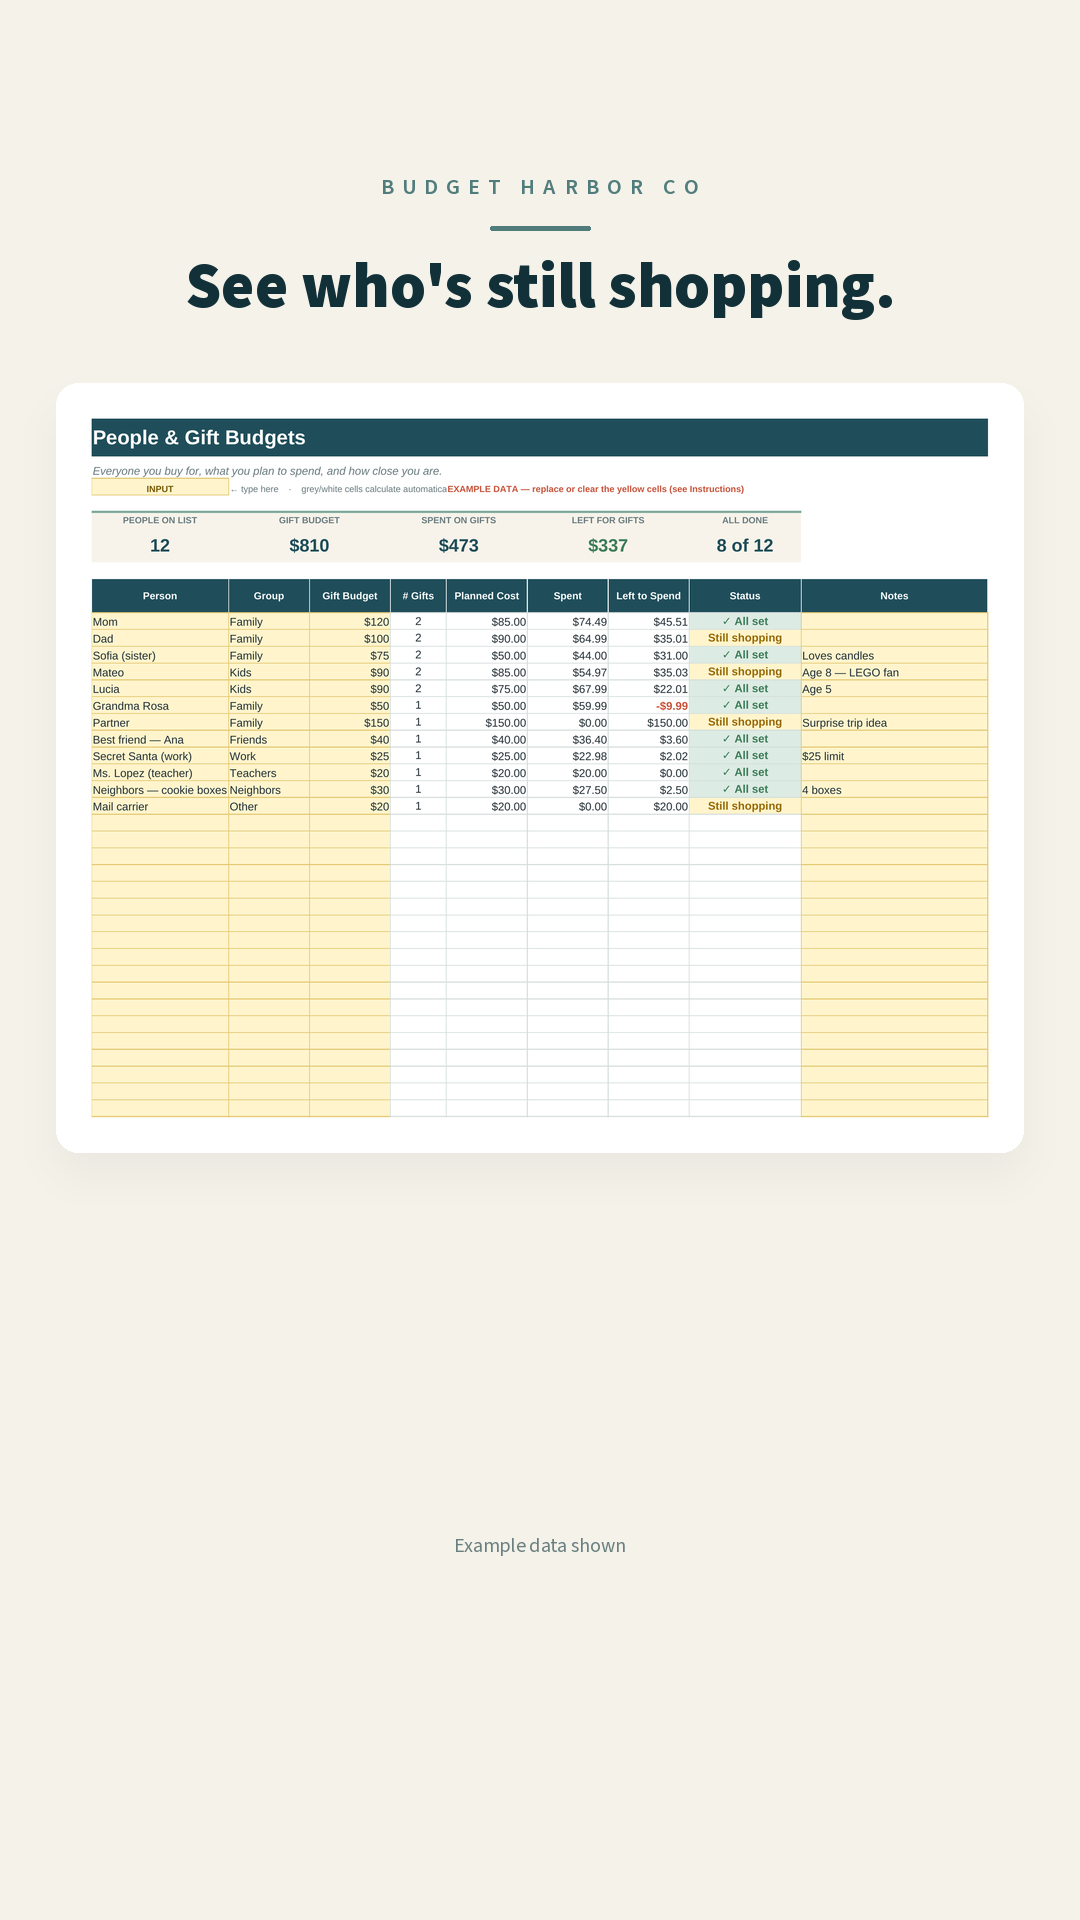 BUDGET HARBOR CO
See who's still shopping.
People & Gift Budgets
Everyone you buy for, what you plan to spend, and how close you are.
INPUT ← type here · grey/white cells calculate automatica EXAMPLE DATA — replace or clear the yellow cells (see Instructions)
PEOPLE ON LIST GIFT BUDGET SPENT ON GIFTS LEFT FOR GIFTS ALL DONE
12 $810 $473 $337 8 of 12
Person Group Gift Budget # Gifts Planned Cost Spent Left to Spend Status Notes
Mom Family $120 2 $85.00 $74.49 $45.51 ✓ All set
Dad Family $100 2 $90.00 $64.99 $35.01 Still shopping
Sofia (sister) Family $75 2 $50.00 $44.00 $31.00 ✓ All set Loves candles
Mateo Kids $90 2 $85.00 $54.97 $35.03 Still shopping Age 8 — LEGO fan
Lucia Kids $90 2 $75.00 $67.99 $22.01 ✓ All set Age 5
Grandma Rosa Family $50 1 $50.00 $59.99 -$9.99 ✓ All set
Partner Family $150 1 $150.00 $0.00 $150.00 Still shopping Surprise trip idea
Best friend — Ana Friends $40 1 $40.00 $36.40 $3.60 ✓ All set
Secret Santa (work) Work $25 1 $25.00 $22.98 $2.02 ✓ All set $25 limit
Ms. Lopez (teacher) Teachers $20 1 $20.00 $20.00 $0.00 ✓ All set
Neighbors — cookie boxes Neighbors $30 1 $30.00 $27.50 $2.50 ✓ All set 4 boxes
Mail carrier Other $20 1 $20.00 $0.00 $20.00 Still shopping
Example data shown